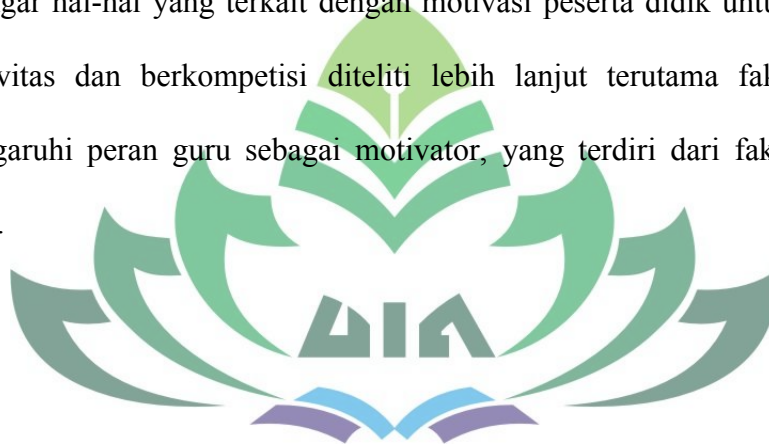 gar hal-hal yang terkait dengan motivasi peserta didik untu
vitas dan berkompetisi diteliti lebih lanjut terutama fak
garuhi peran guru sebagai motivator, yang terdiri dari fak
UIN